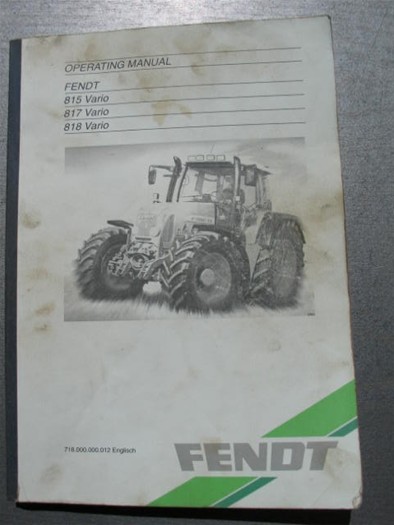 OPERATING MANUAL
FENDT
815 Vario
817 Vario
818 Vario
718.000.000.012 Englisch
FENDT